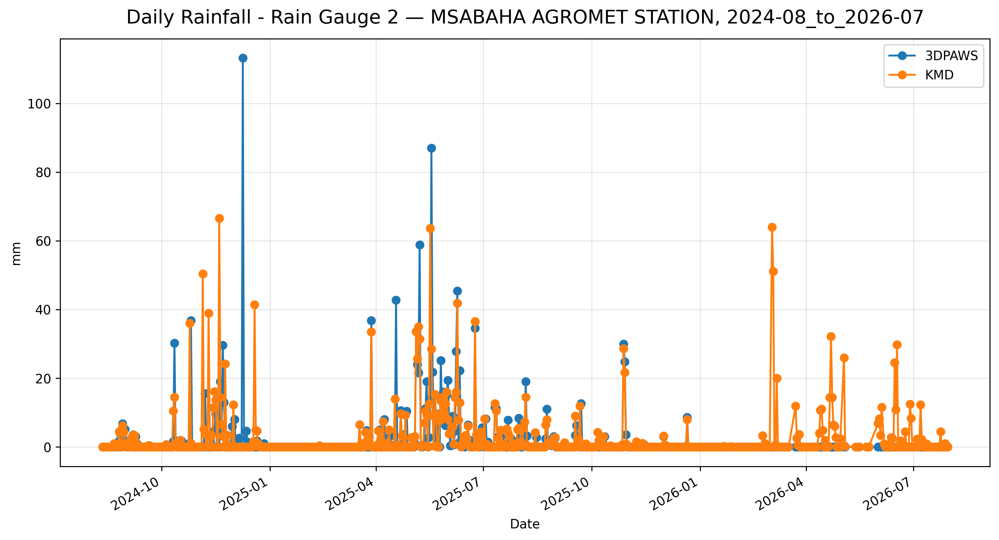 Daily Rainfall - Rain Gauge 2 — MSABAHA AGROMET STATION, 2024-08_to_2026-07
3DPAWS
KMD
100
80
60
40
20
0
mm
2024-10
2025-01
2025-04
2025-07
2025-10
2026-01
2026-04
2026-07
Date